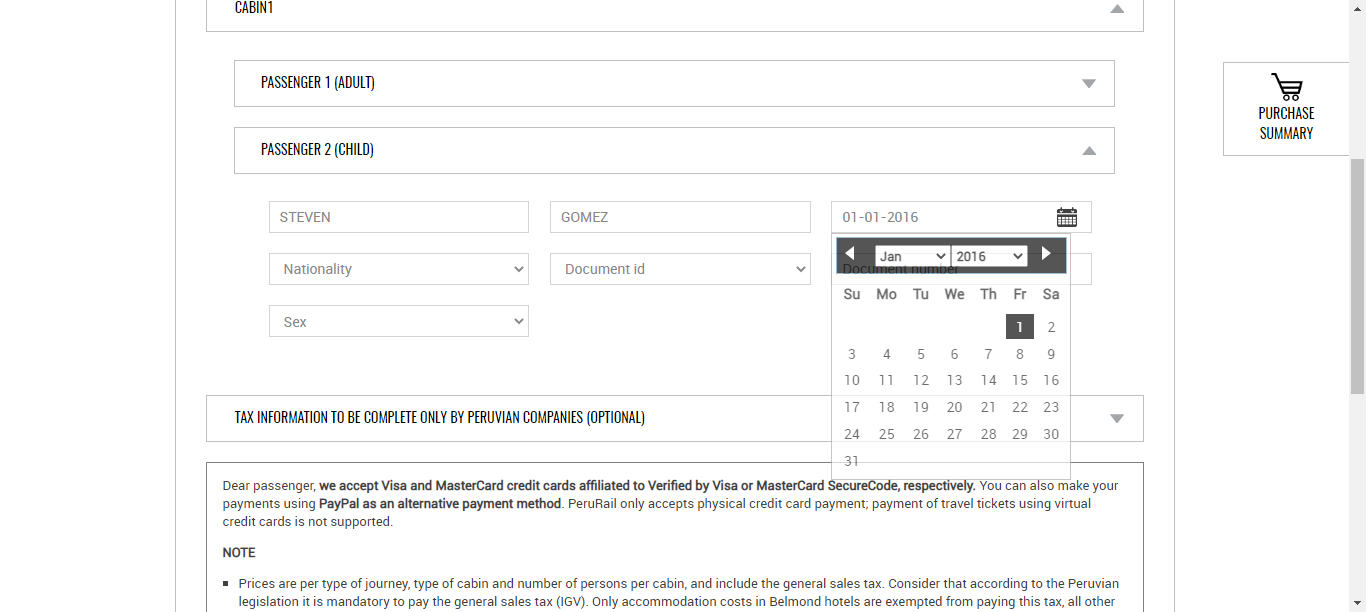 CABIN1
PASSENGER 1 (ADULT)
PURCHASE
SUMMARY
PASSENGER 2 (CHILD)
STEVEN
GOMEZ
01-01-2016
Nationality
Document id
Document number
Jan
2016
Su Mo Tu We Th Fr Sa
1 2
3 4 5 6 7 8 9
10 11 12 13 14 15 16
17 18 19 20 21 22 23
24 25 26 27 28 29 30
31
Sex
TAX INFORMATION TO BE COMPLETE ONLY BY PERUVIAN COMPANIES (OPTIONAL)
Dear passenger, we accept Visa and MasterCard credit cards affiliated to Verified by Visa or MasterCard SecureCode, respectively. You can also make your
payments using PayPal as an alternative payment method. PeruRail only accepts physical credit card payment; payment of travel tickets using virtual
credit cards is not supported.
NOTE
Prices are per type of journey, type of cabin and number of persons per cabin, and include the general sales tax. Consider that according to the Peruvian
legislation it is mandatory to pay the general sales tax (IGV). Only accommodation costs in Belmond hotels are exempted from paying this tax, all other